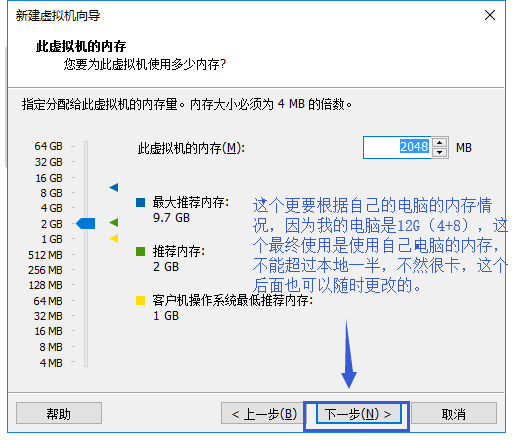 新建虚拟机向导
此虚拟机的内存
您要为此虚拟机使用多少内存?
指定分配给此虚拟机的内存量。内存大小必须为 4 MB 的倍数。
64 GB
32 GB
16 GB
8 GB
4 GB
2 GB
1 GB
512 MB
256 MB
128 MB
64 MB
32 MB
16 MB
8 MB
4 MB
此虚拟机的内存(M):
2048
MB
最大推荐内存:
9.7 GB
推荐内存:
2 GB
客户机操作系统最低推荐内存:
1 GB
这个更要根据自己的电脑的内存情
况，因为我的电脑是12G（4+8），这
个最终使用是使用自己电脑的内存，
不能超过本地一半，不然很卡，这个
后面也可以随时更改的。
帮助
< 上一步(B)
下一步(N) >
取消